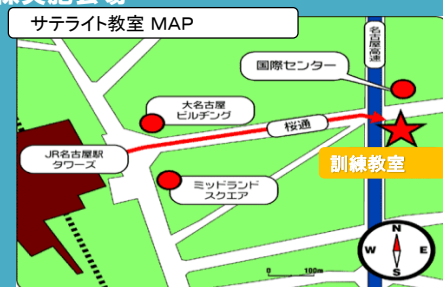 サテライト教室 MAP
名古屋高速
国際センター
大名古屋
ビルヂング
桜通
JR名古屋駅
タワーズ
訓練教室
ミッドランド
スクエア
N
W E
S
0 100m